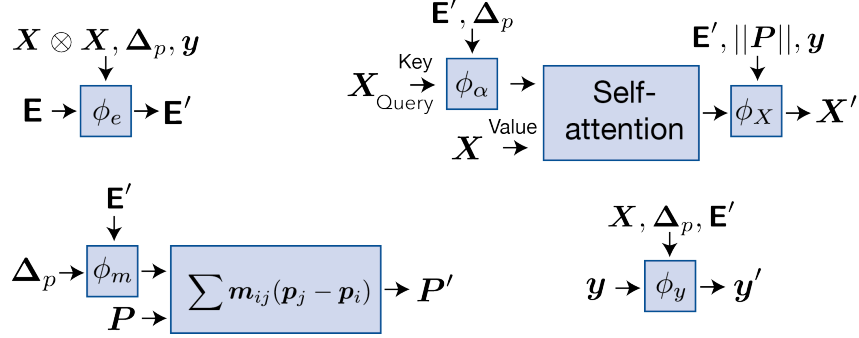 X ⊗ X, Δ_p, y
E
ϕ_e
E′
E′, Δ_p
X
Key
Query
ϕ_α
X
Value
Self-
attention
E′, ||P||, y
ϕ_X
X′
E′
Δ_p
ϕ_m
P
∑ m_ij(p_j − p_i)
P′
X, Δ_p, E′
y
ϕ_y
y′